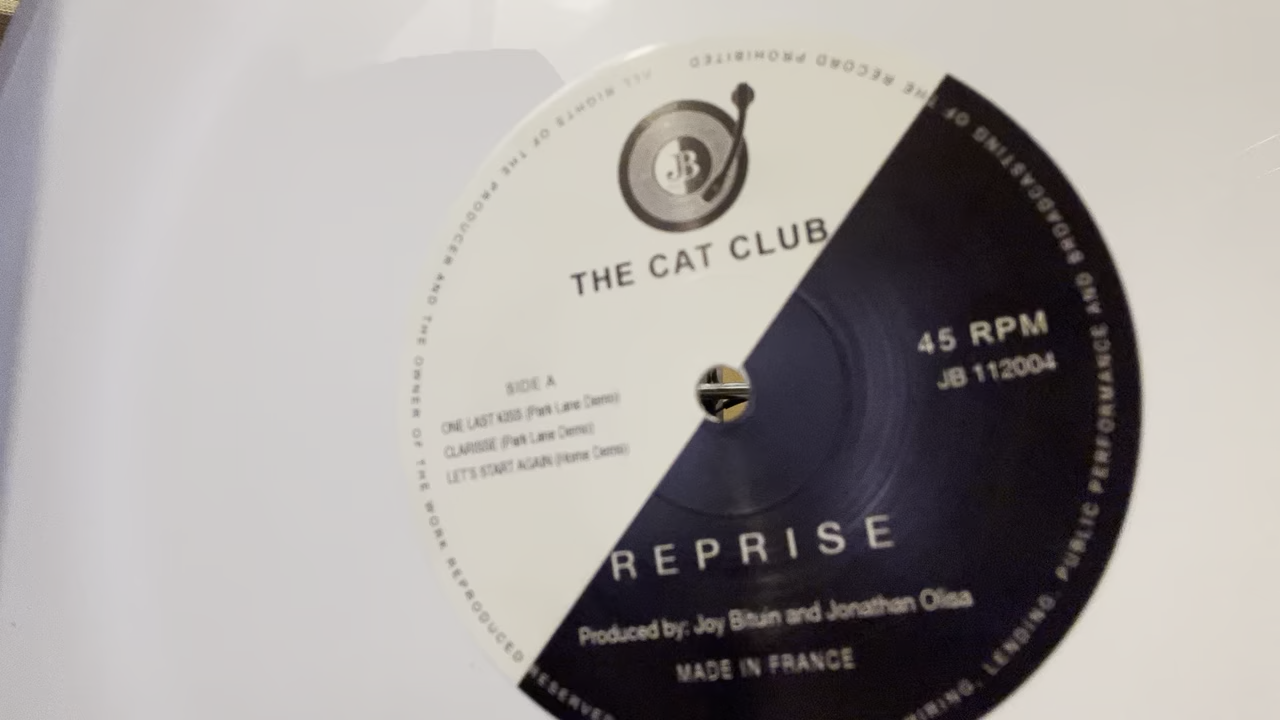 JB
THE CAT CLUB
45 RPM
JB 112004
SIDE A
ONE LAST KISS (Park Lane Demo)
CLARISSE (Park Lane Demo)
LET'S START AGAIN (Home Demo)
REPRISE
Produced by: Joy Bituin and Jonathan Olisa
MADE IN FRANCE
ALL RIGHTS OF THE PRODUCER AND THE OWNER OF THE WORK REPRODUCED RESERVED
HIRING, LENDING, PUBLIC PERFORMANCE AND BROADCASTING OF THE RECORD PROHIBITED